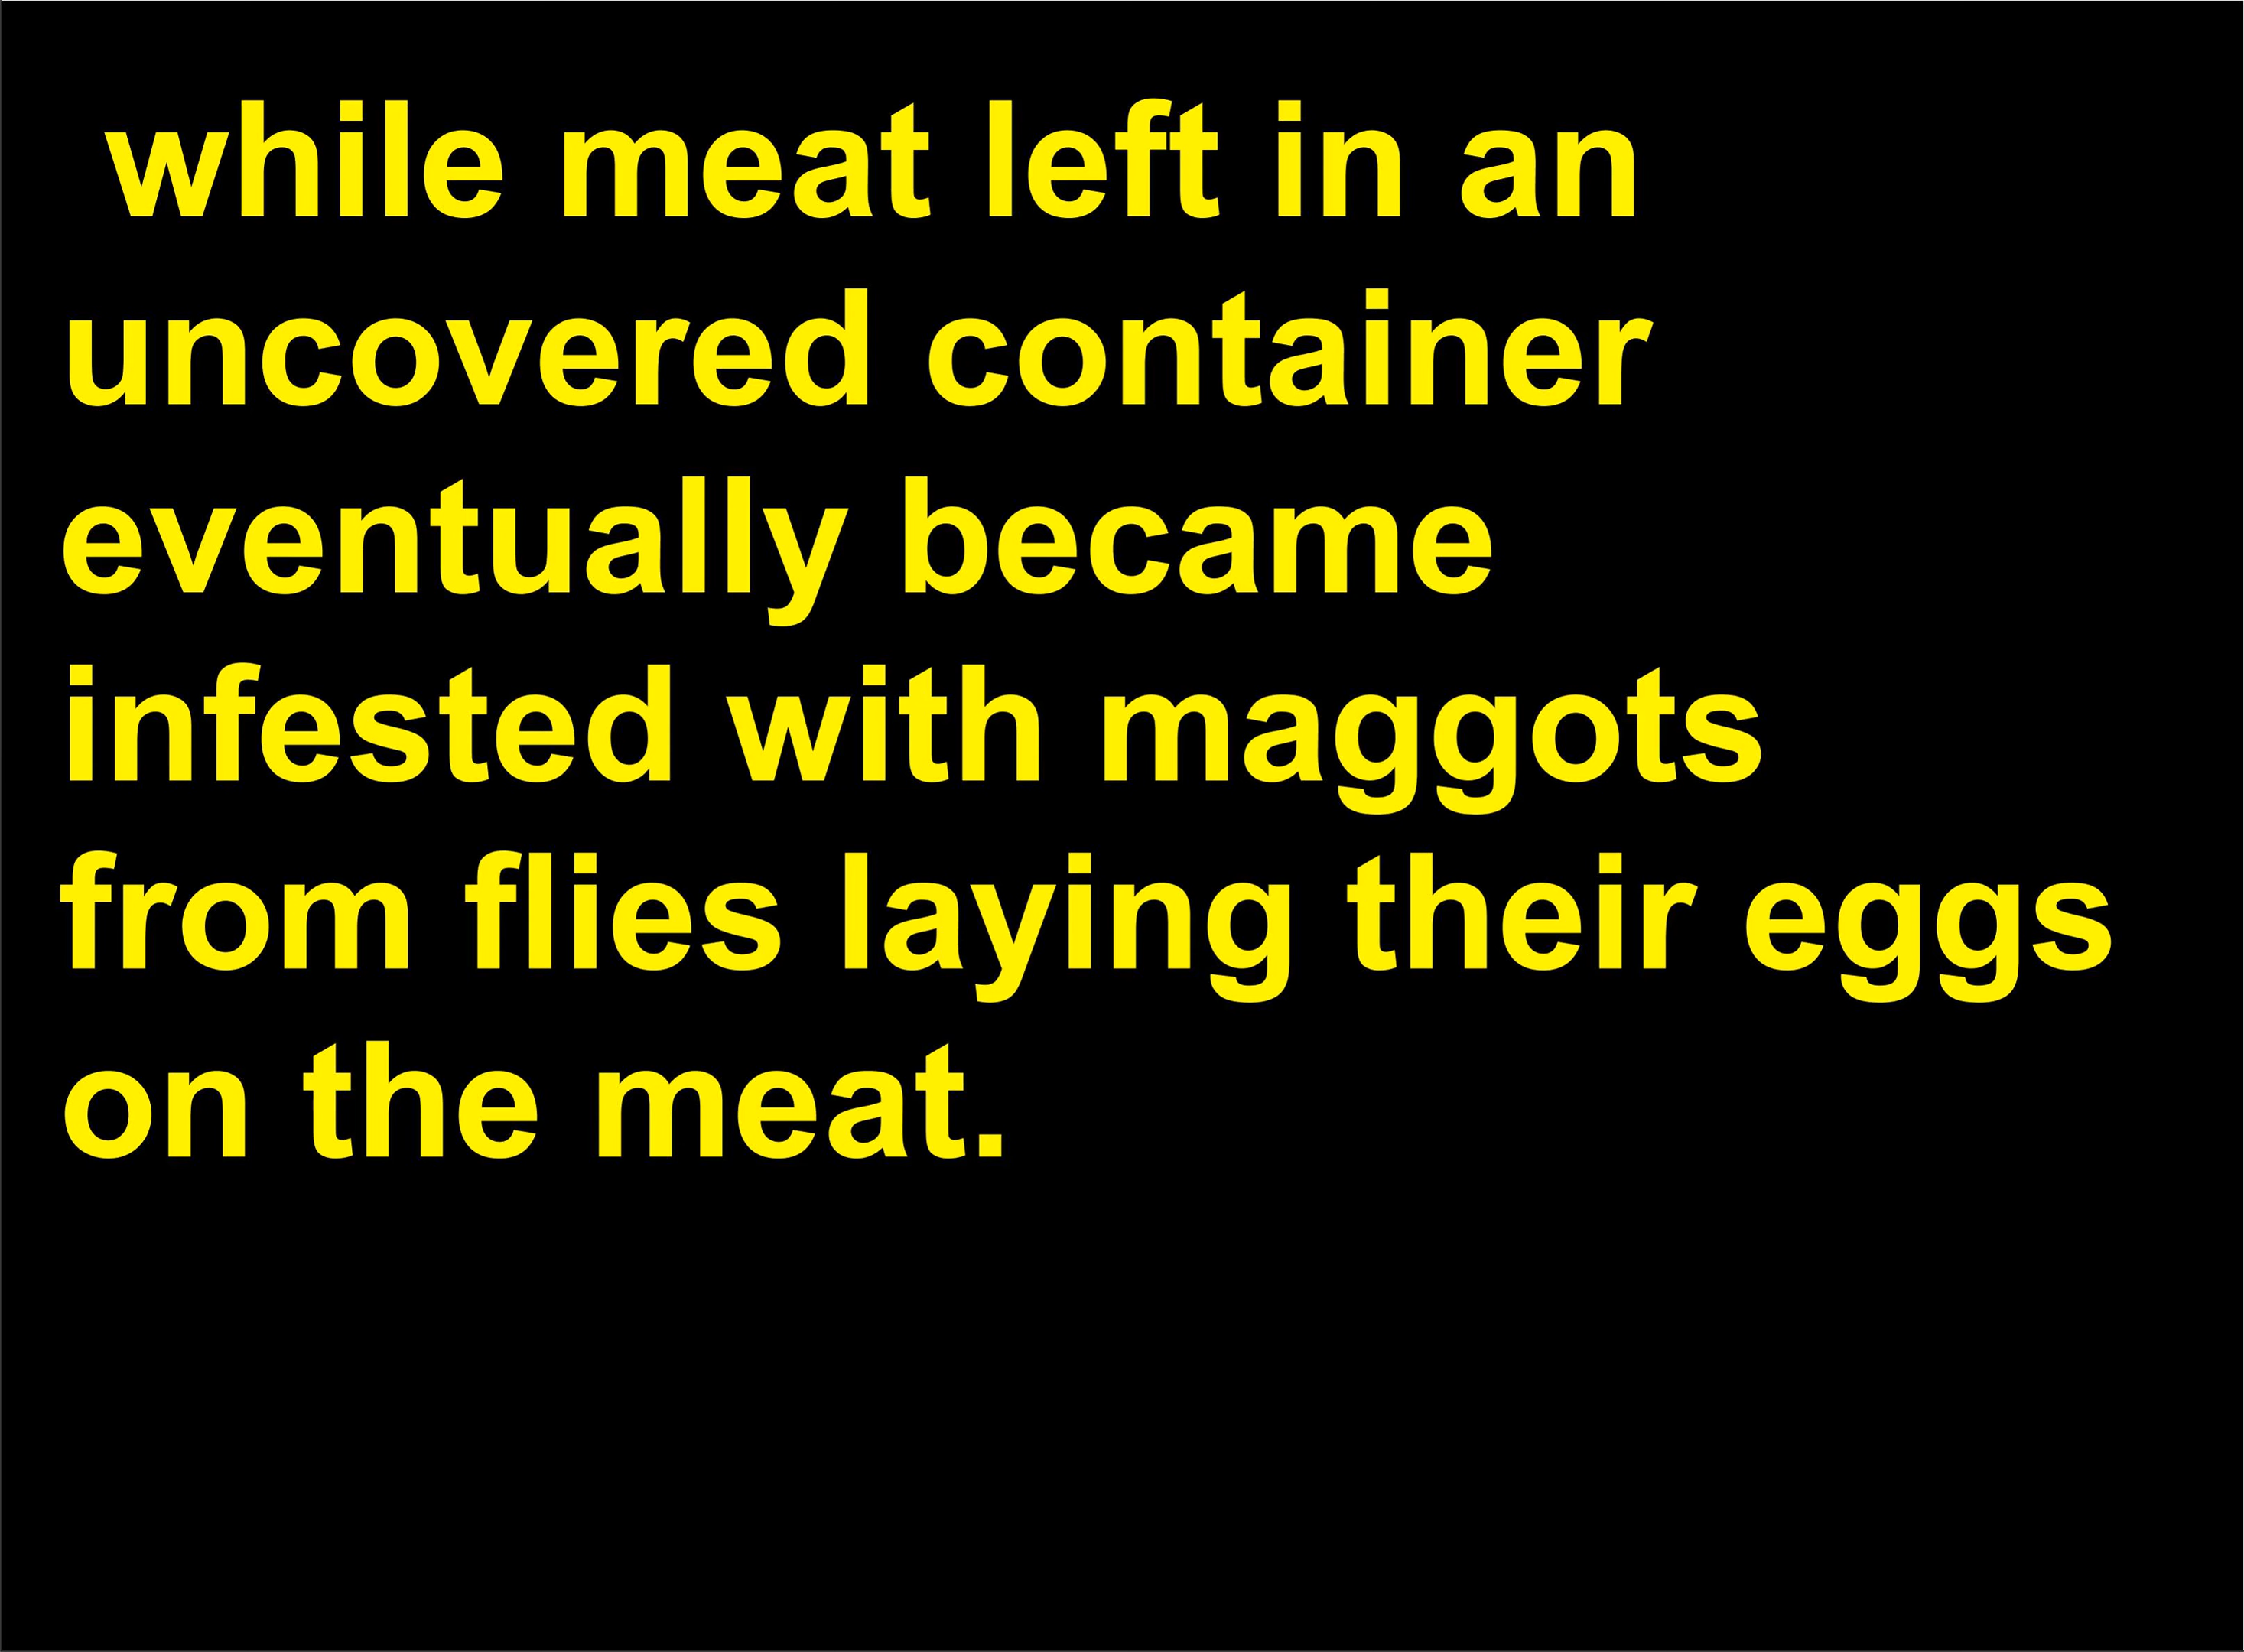 while meat left in an
uncovered container
eventually became
infested with maggots
from flies laying their eggs
on the meat.